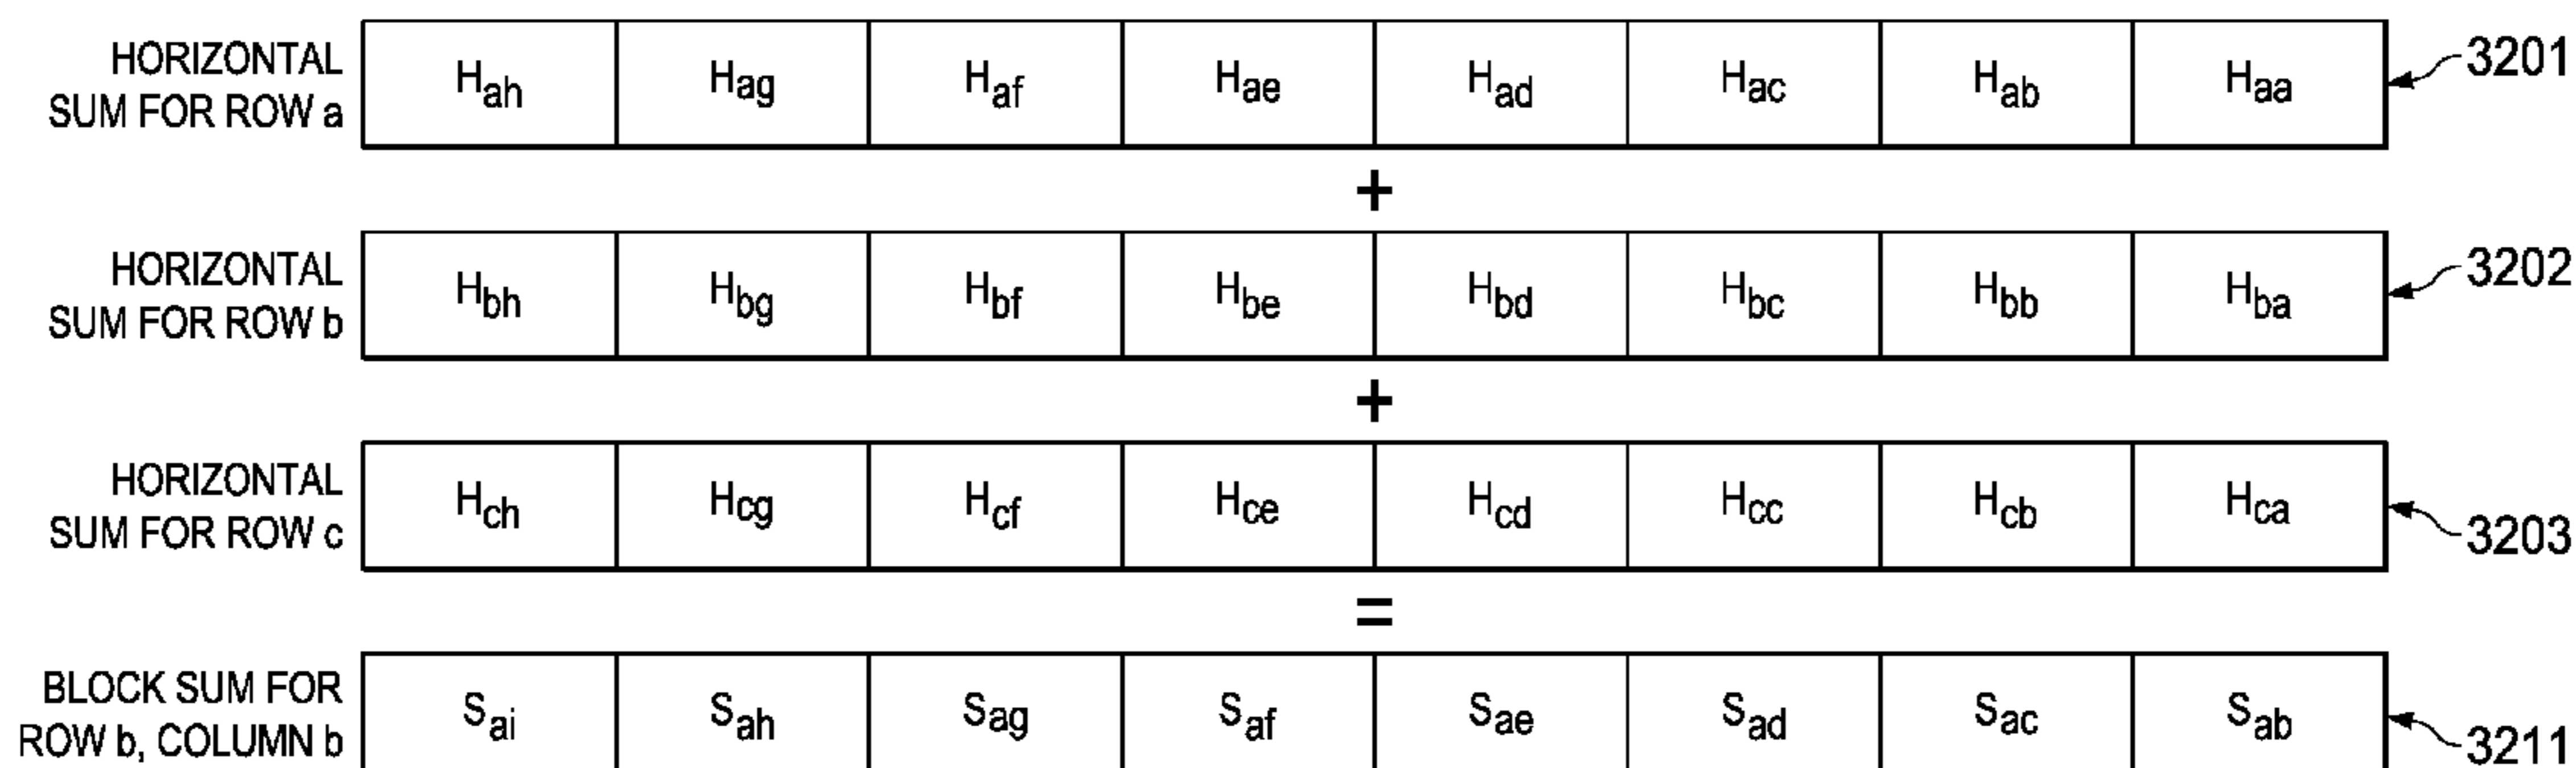 HORIZONTAL
SUM FOR ROW a
Hah Hag Haf Hae Had Hac Hab Haa
3201
+
HORIZONTAL
SUM FOR ROW b
Hbh Hbg Hbf Hbe Hbd Hbc Hbb Hba
3202
+
HORIZONTAL
SUM FOR ROW c
Hch Hcg Hcf Hce Hcd Hcc Hcb Hca
3203
=
BLOCK SUM FOR
ROW b, COLUMN b
Sai Sah Sag Saf Sae Sad Sac Sab
3211